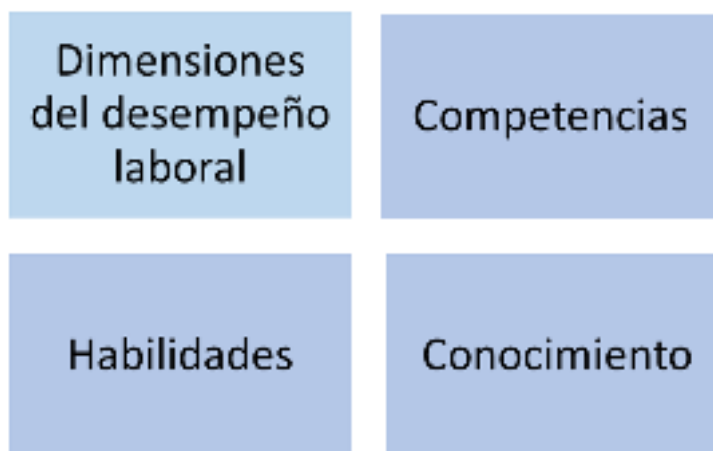 Dimensiones
del desempeño
laboral
Competencias
Habilidades
Conocimiento